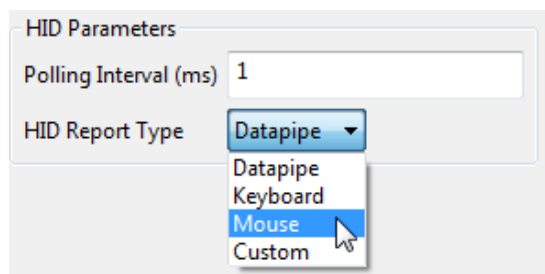 HID Parameters
Polling Interval (ms) 1
HID Report Type Datapipe
Datapipe
Keyboard
Mouse
Custom